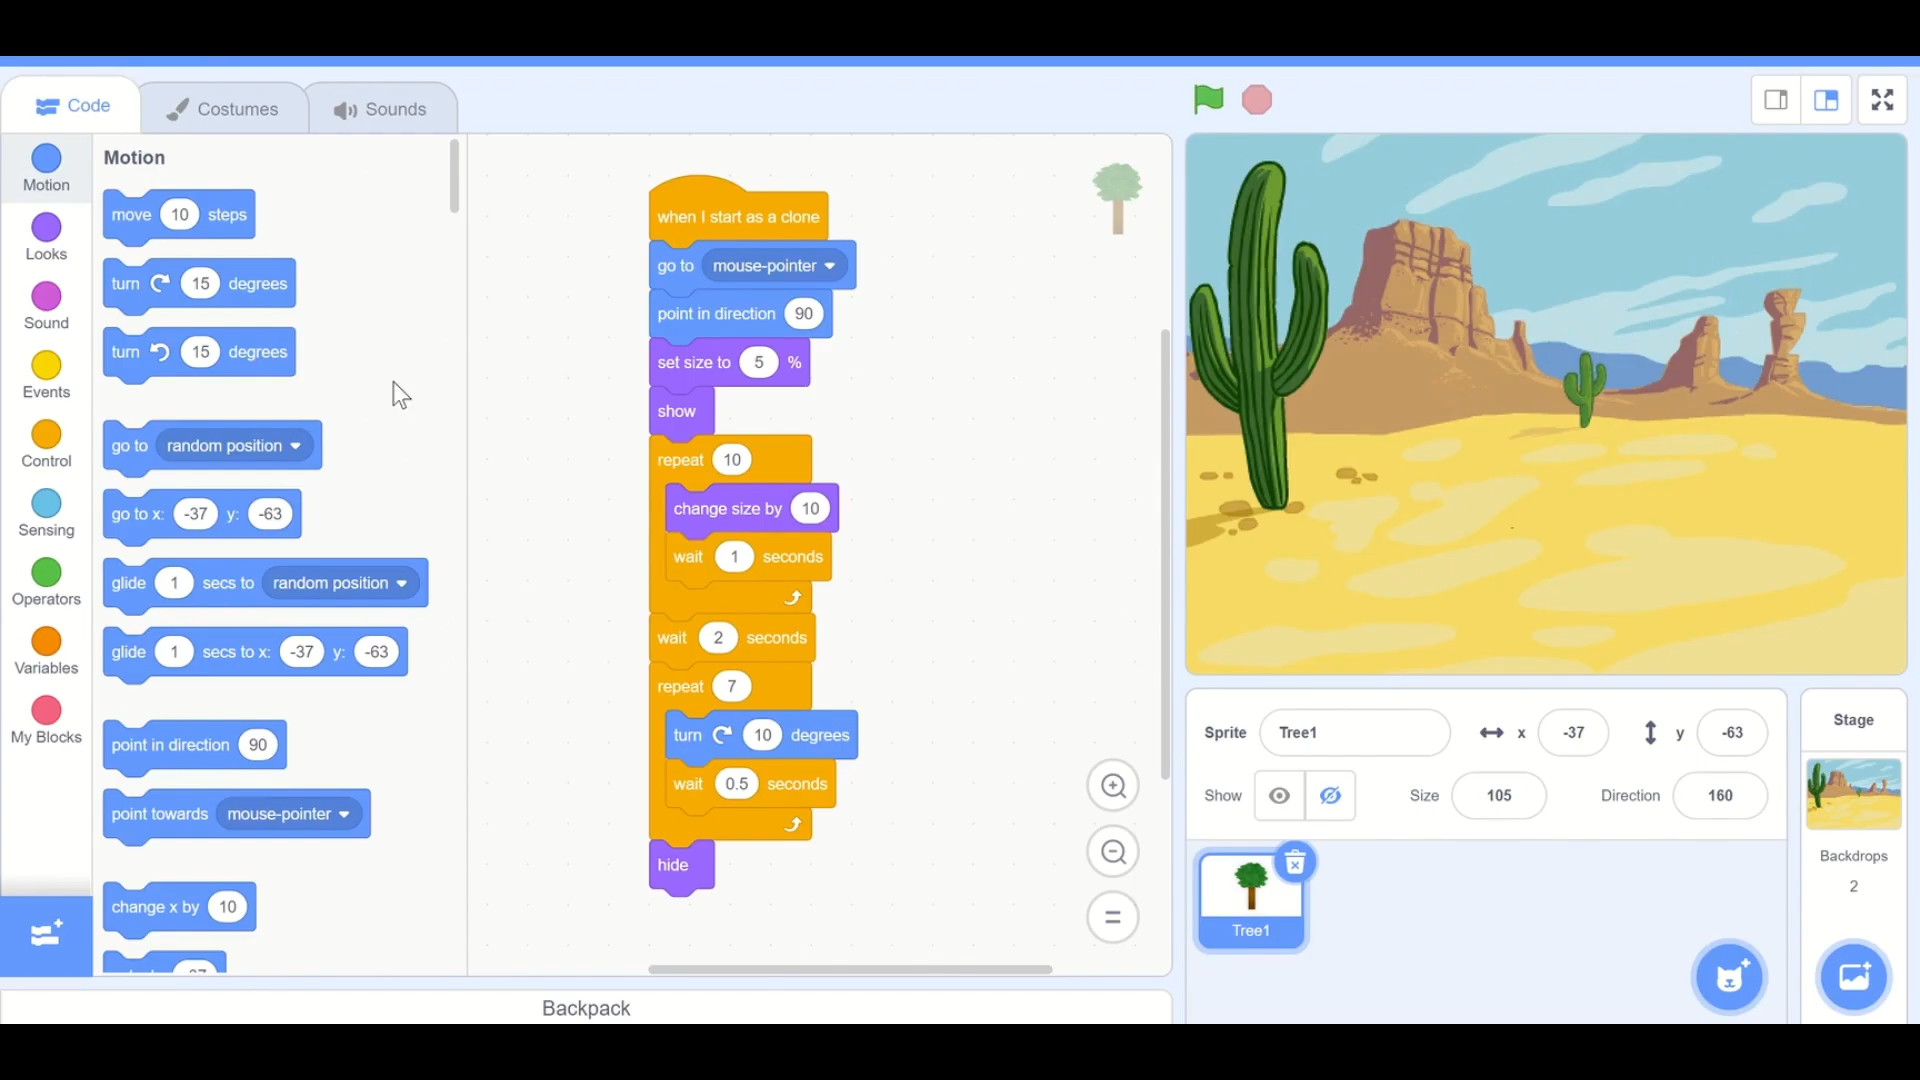 Code
Costumes
Sounds
Motion
Looks
Sound
Events
Control
Sensing
Operators
Variables
My Blocks
Motion
move 10 steps
turn 15 degrees
turn 15 degrees
go to random position
go to x: -37 y: -63
glide 1 secs to random position
glide 1 secs to x: -37 y: -63
point in direction 90
point towards mouse-pointer
change x by 10
when I start as a clone
go to mouse-pointer
point in direction 90
set size to 5 %
show
repeat 10
change size by 10
wait 1 seconds
wait 2 seconds
repeat 7
turn 10 degrees
wait 0.5 seconds
hide
Backpack
Sprite Tree1 x -37 y -63
Show Size 105 Direction 160
Tree1
Stage
Backdrops
2